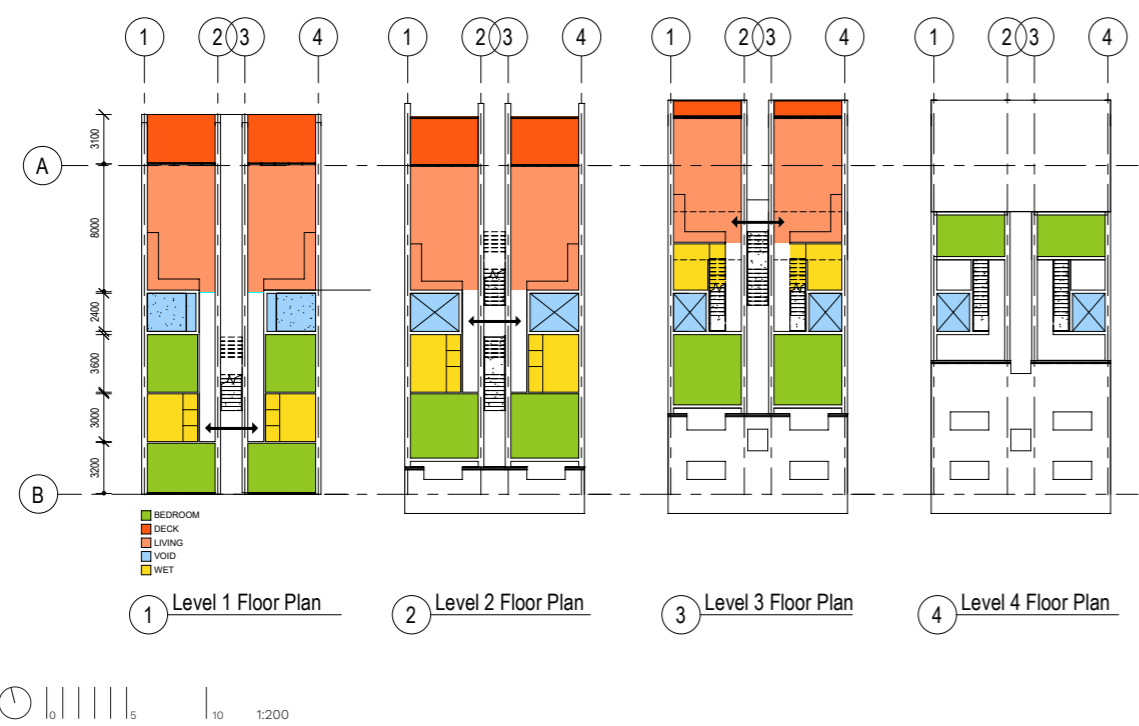 1 2 3 4 1 2 3 4 1 2 3 4 1 2 3 4
3100
A
8000
2400
3600
3000
3200
B
BEDROOM
DECK
LIVING
VOID
WET
1 Level 1 Floor Plan
2 Level 2 Floor Plan
3 Level 3 Floor Plan
4 Level 4 Floor Plan
0 5 10 1:200